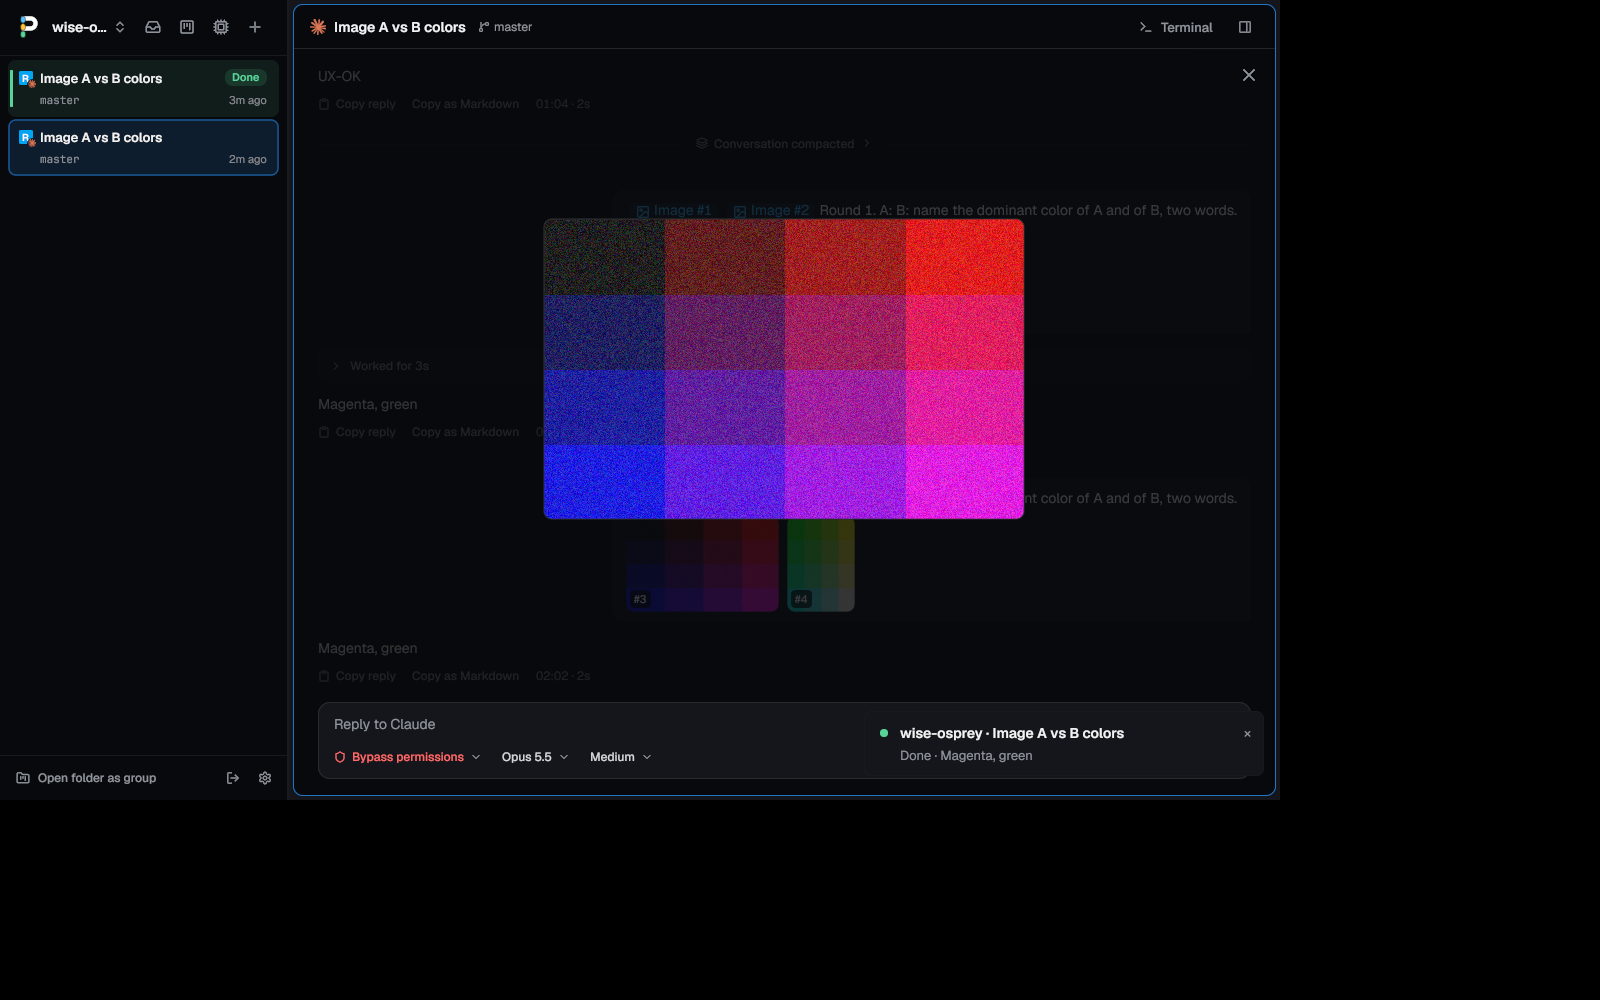 wise-o...
Image A vs B colors
Done
master
3m ago
Image A vs B colors
master
2m ago
Open folder as group
Image A vs B colors
master
Terminal
UX-OK
Copy reply
Copy as Markdown
01:04 · 2s
Conversation compacted
Image #1
Image #2
Round 1. A: B: name the dominant color of A and of B, two words.
Worked for 3s
Magenta, green
Copy reply
Copy as Markdown
nt color of A and of B, two words.
#3
#4
Magenta, green
Copy reply
Copy as Markdown
02:02 · 2s
Reply to Claude
Bypass permissions
Opus 5.5
Medium
wise-osprey · Image A vs B colors
Done · Magenta, green